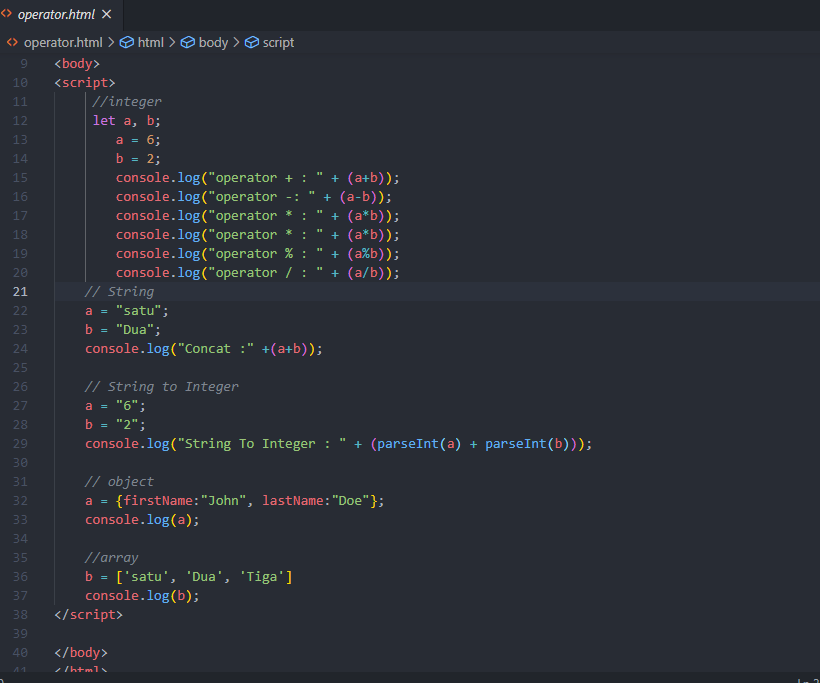 operator.html
operator.html > html > body > script
9 <body>
10 <script>
11 //integer
12 let a, b;
13 a = 6;
14 b = 2;
15 console.log("operator + : " + (a+b));
16 console.log("operator -: " + (a-b));
17 console.log("operator * : " + (a*b));
18 console.log("operator * : " + (a*b));
19 console.log("operator % : " + (a%b));
20 console.log("operator / : " + (a/b));
21 // String
22 a = "satu";
23 b = "Dua";
24 console.log("Concat :" +(a+b));
25
26 // String to Integer
27 a = "6";
28 b = "2";
29 console.log("String To Integer : " + (parseInt(a) + parseInt(b)));
30
31 // object
32 a = {firstName:"John", lastName:"Doe"};
33 console.log(a);
34
35 //array
36 b = ['satu', 'Dua', 'Tiga']
37 console.log(b);
38 </script>
39
40 </body>
41 </html>